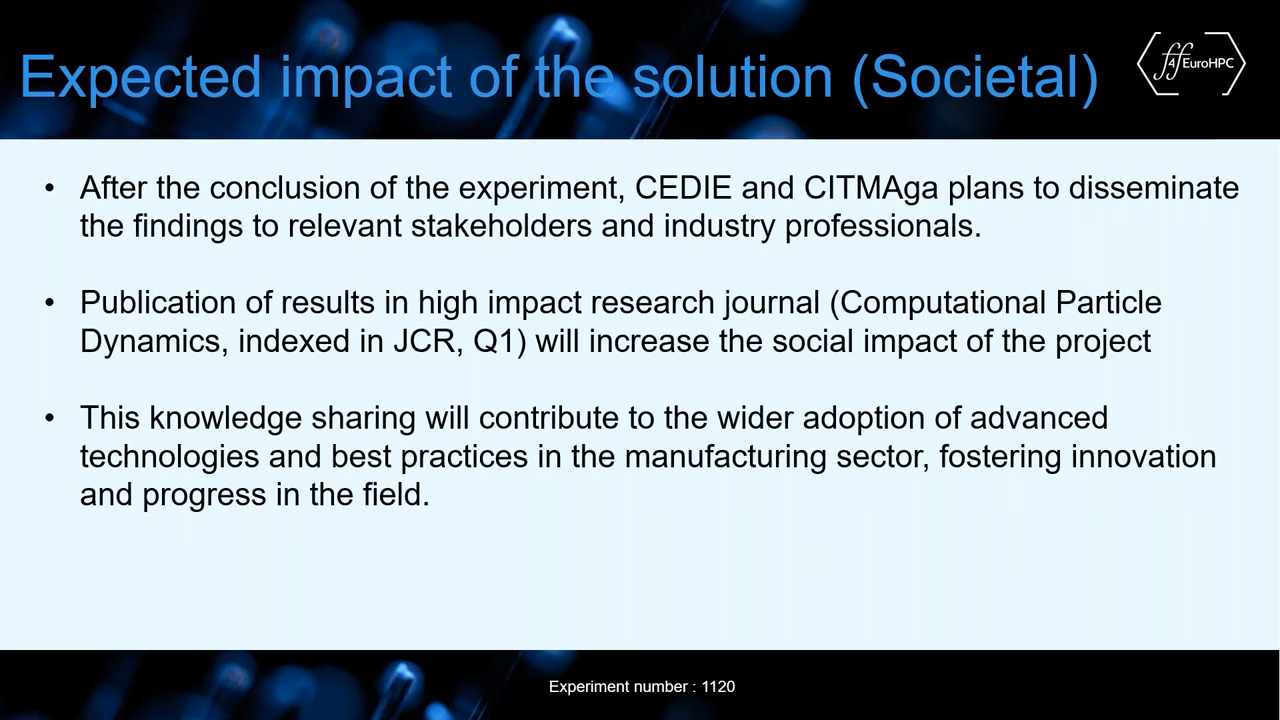 Expected impact of the solution (Societal)
ff4EuroHPC
• After the conclusion of the experiment, CEDIE and CITMAga plans to disseminate
the findings to relevant stakeholders and industry professionals.
• Publication of results in high impact research journal (Computational Particle
Dynamics, indexed in JCR, Q1) will increase the social impact of the project
• This knowledge sharing will contribute to the wider adoption of advanced
technologies and best practices in the manufacturing sector, fostering innovation
and progress in the field.
Experiment number : 1120